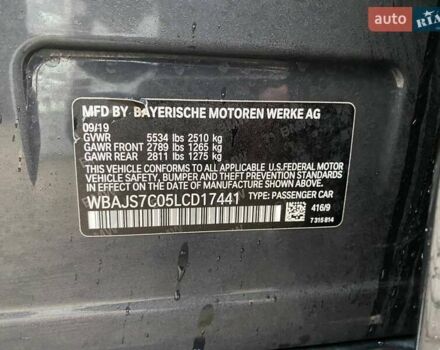 AUTO
RIA
MFD BY BAYERISCHE MOTOREN WERKE AG
09/19
GVWR 5534 lbs 2510 kg
GAWR FRONT 2789 lbs 1265 kg
GAWR REAR 2811 lbs 1275 kg
THIS VEHICLE CONFORMS TO ALL APPLICABLE U.S.FEDERAL MOTOR
VEHICLE SAFETY, BUMPER AND THEFT PREVENTION STANDARDS
IN EFFECT ON THE DATE OF MANUFACTURE SHOWN ABOVE.
WBAJS7C05LCD17441 TYPE: PASSENGER CAR
416/9
7 315 814